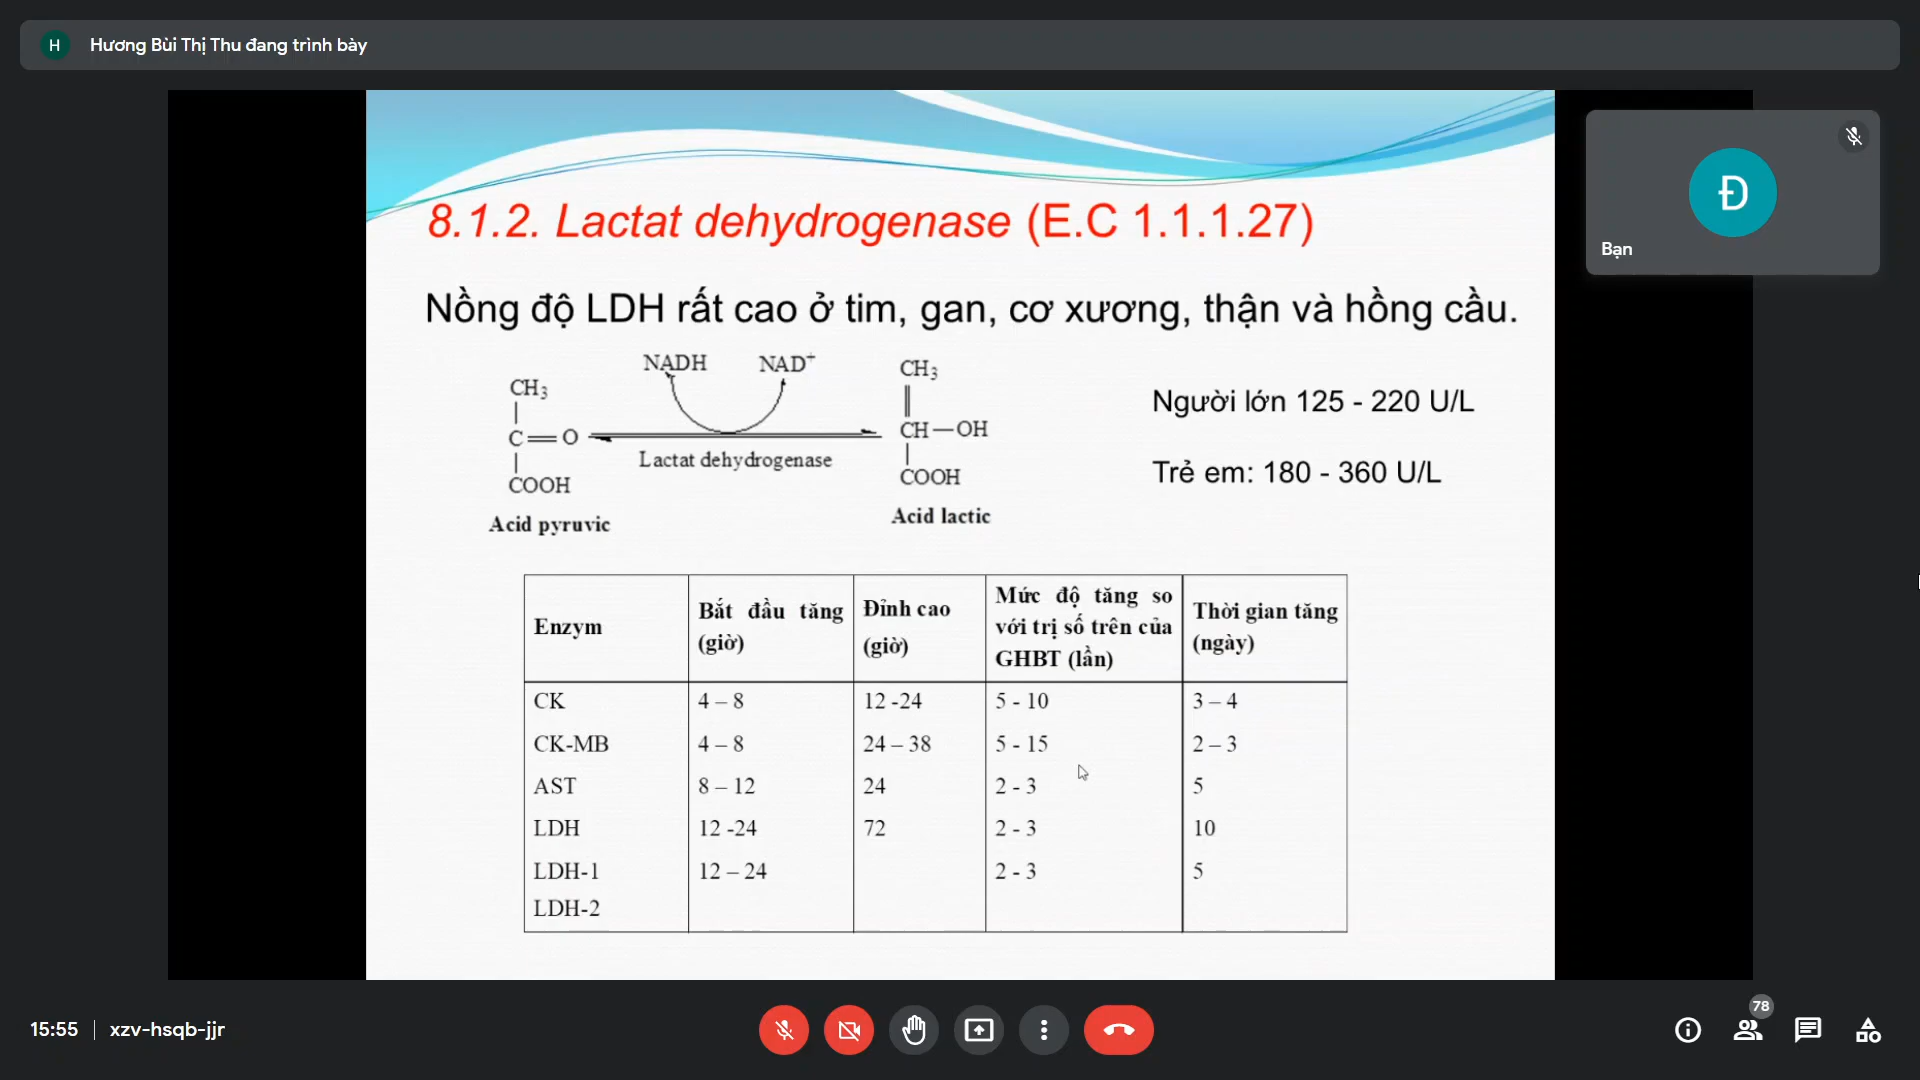 H
Hương Bùi Thị Thu đang trình bày
Đ
Bạn
8.1.2. Lactat dehydrogenase (E.C 1.1.1.27)
Nồng độ LDH rất cao ở tim, gan, cơ xương, thận và hồng cầu.
NADH NAD+
CH3
C=O
COOH
Acid pyruvic
Lactat dehydrogenase
CH3
CH—OH
COOH
Acid lactic
Người lớn 125 - 220 U/L
Trẻ em: 180 - 360 U/L
Enzym
Bắt đầu tăng
(giờ)
Đỉnh cao
(giờ)
Mức độ tăng so
với trị số trên của
GHBT (lần)
Thời gian tăng
(ngày)
CK 4 – 8 12 -24 5 - 10 3 – 4
CK-MB 4 – 8 24 – 38 5 - 15 2 – 3
AST 8 – 12 24 2 - 3 5
LDH 12 -24 72 2 - 3 10
LDH-1 12 – 24 2 - 3 5
LDH-2
15:55 | xzv-hsqb-jjr
78